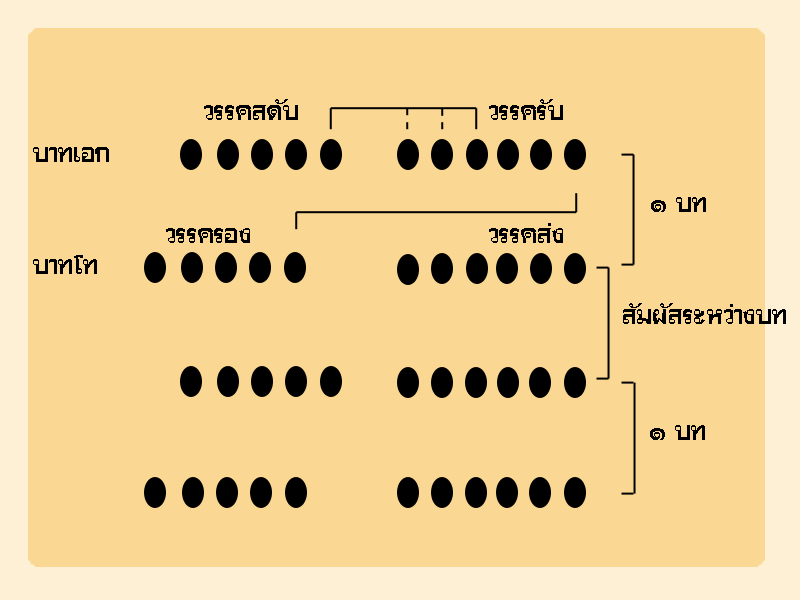 วรรคสดับ วรรครับ
บาทเอก
๑ บท
วรรครอง วรรคส่ง
บาทโท
สัมผัสระหว่างบท
๑ บท